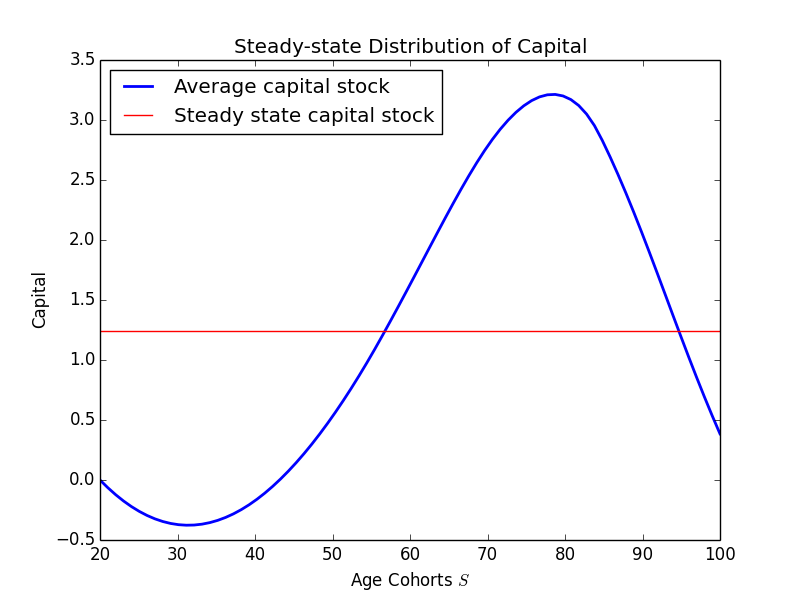 Steady-state Distribution of Capital
Average capital stock
Steady state capital stock
3.5
3.0
2.5
2.0
1.5
1.0
0.5
0.0
−0.5
Capital
20 30 40 50 60 70 80 90 100
Age Cohorts S